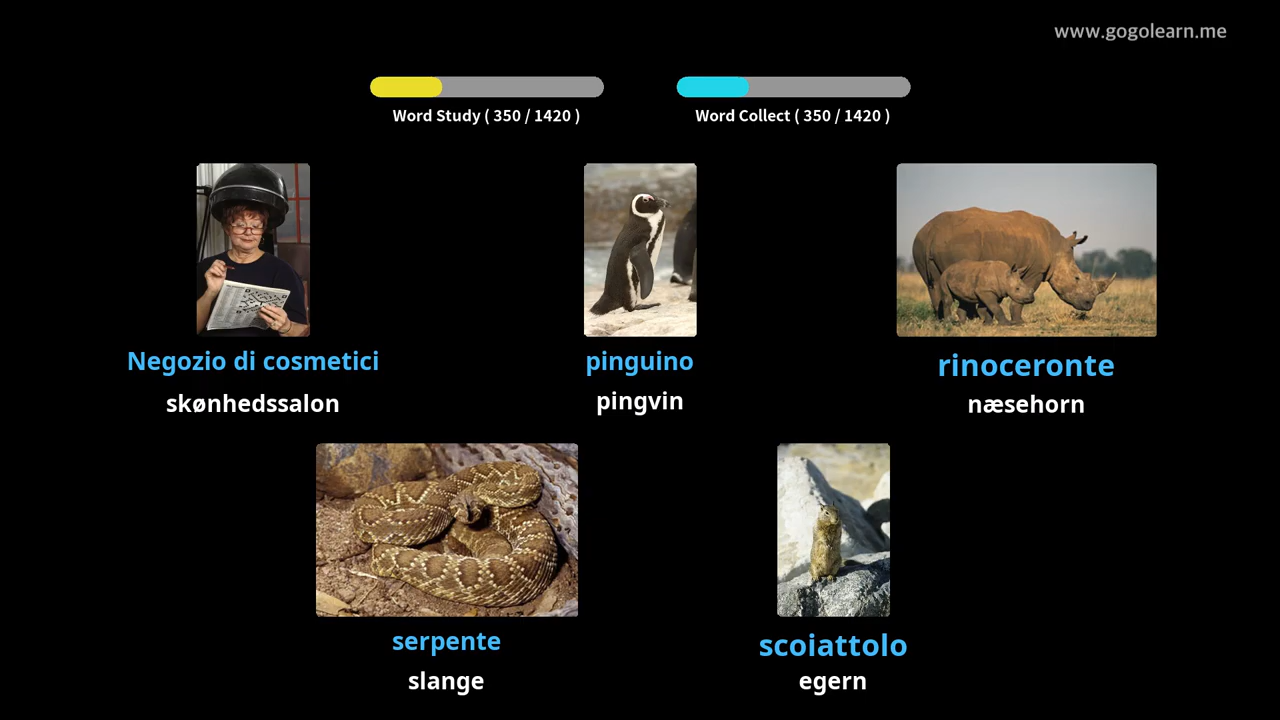 www.gogolearn.me
Word Study ( 350 / 1420 )
Word Collect ( 350 / 1420 )
Negozio di cosmetici
skønhedssalon
pinguino
pingvin
rinoceronte
næsehorn
serpente
slange
scoiattolo
egern